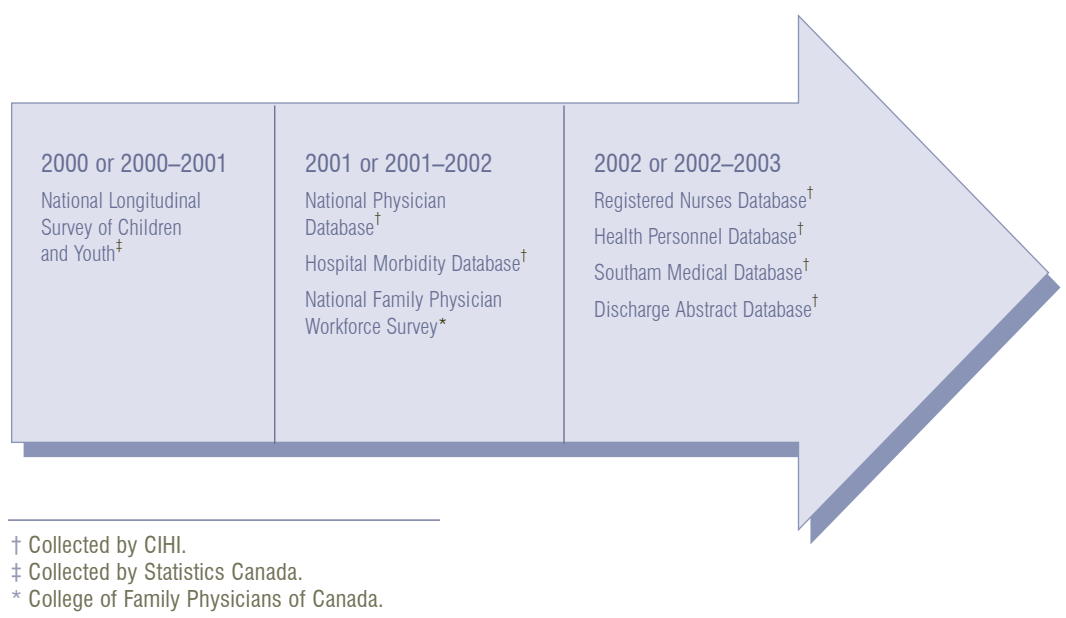 2000 or 2000–2001
National Longitudinal
Survey of Children
and Youth‡
2001 or 2001–2002
National Physician
Database†
Hospital Morbidity Database†
National Family Physician
Workforce Survey*
2002 or 2002–2003
Registered Nurses Database†
Health Personnel Database†
Southam Medical Database†
Discharge Abstract Database†
† Collected by CIHI.
‡ Collected by Statistics Canada.
* College of Family Physicians of Canada.